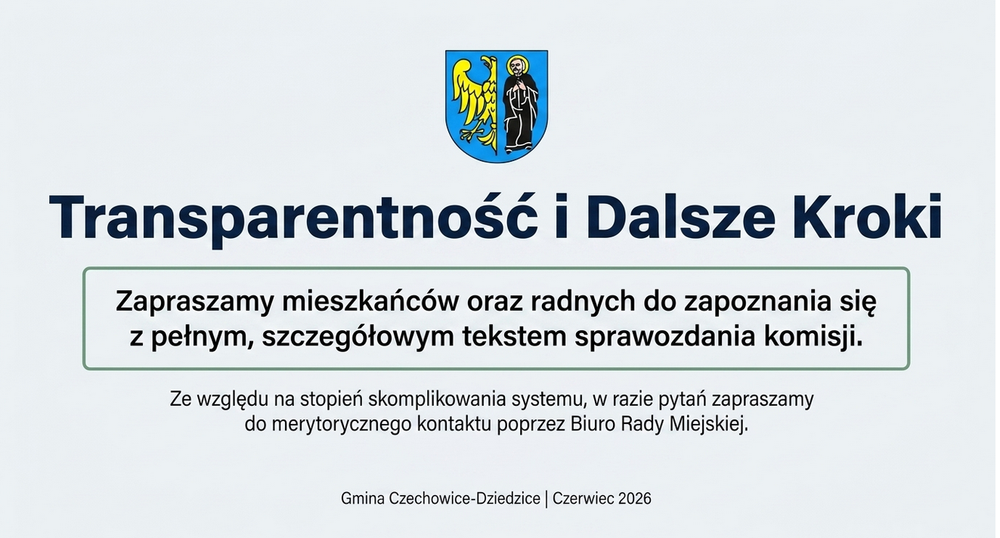 Transparentność i Dalsze Kroki
Zapraszamy mieszkańców oraz radnych do zapoznania się
z pełnym, szczegółowym tekstem sprawozdania komisji.
Ze względu na stopień skomplikowania systemu, w razie pytań zapraszamy
do merytorycznego kontaktu poprzez Biuro Rady Miejskiej.
Gmina Czechowice-Dziedzice | Czerwiec 2026